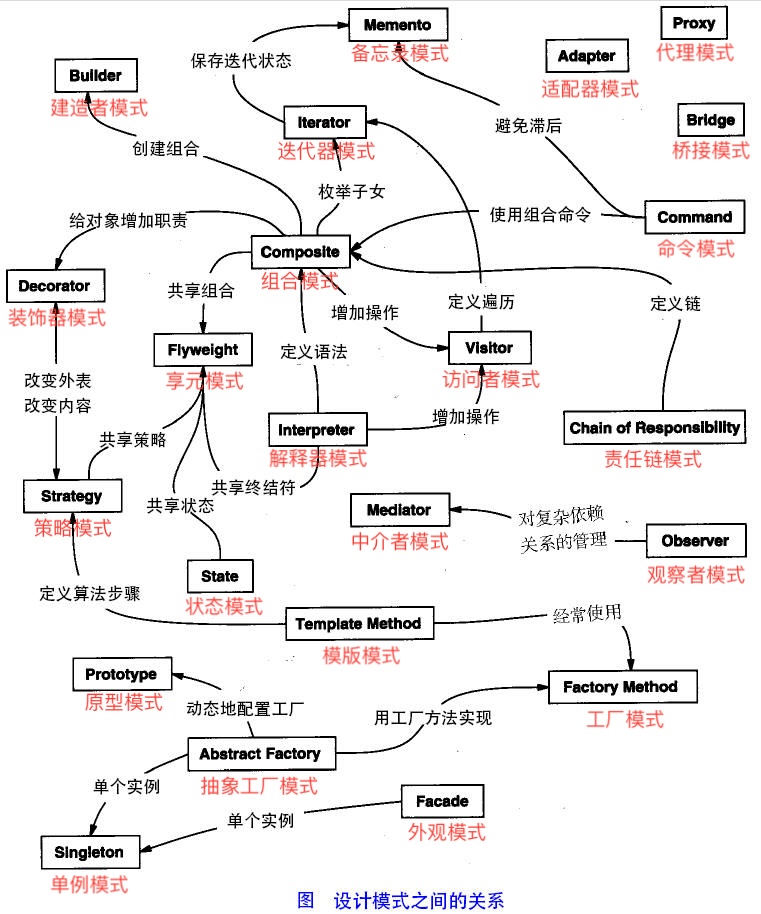 Memento
备忘录模式
Proxy
代理模式
Adapter
适配器模式
保存迭代状态
Builder
建造者模式
Iterator
迭代器模式
避免滞后
Bridge
桥接模式
创建组合
枚举子女
给对象增加职责
使用组合命令
Command
命令模式
Composite
组合模式
Decorator
装饰器模式
共享组合
增加操作
定义遍历
定义链
Flyweight
享元模式
定义语法
Visitor
访问者模式
改变外表
改变内容
增加操作
共享策略
Interpreter
解释器模式
Chain of Responsibility
责任链模式
Strategy
策略模式
共享状态
共享终结符
Mediator
中介者模式
对复杂依赖
关系的管理
Observer
观察者模式
State
状态模式
定义算法步骤
Template Method
模版模式
经常使用
Prototype
原型模式
Factory Method
工厂模式
动态地配置工厂
用工厂方法实现
Abstract Factory
抽象工厂模式
单个实例
Facade
外观模式
单个实例
Singleton
单例模式
图 设计模式之间的关系